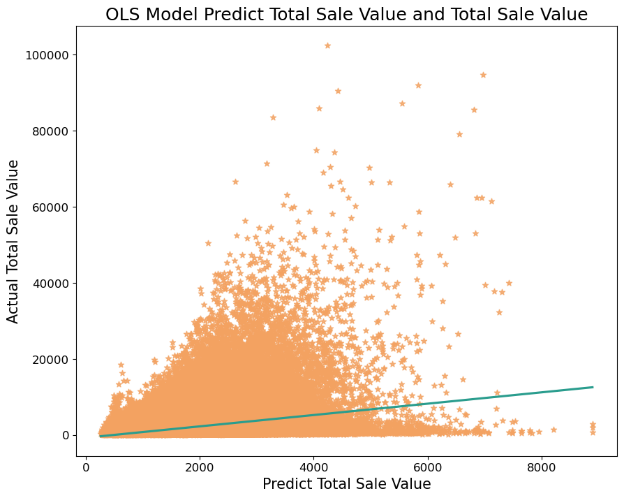 OLS Model Predict Total Sale Value and Total Sale Value
Actual Total Sale Value
100000
80000
60000
40000
20000
0
0 2000 4000 6000 8000
Predict Total Sale Value